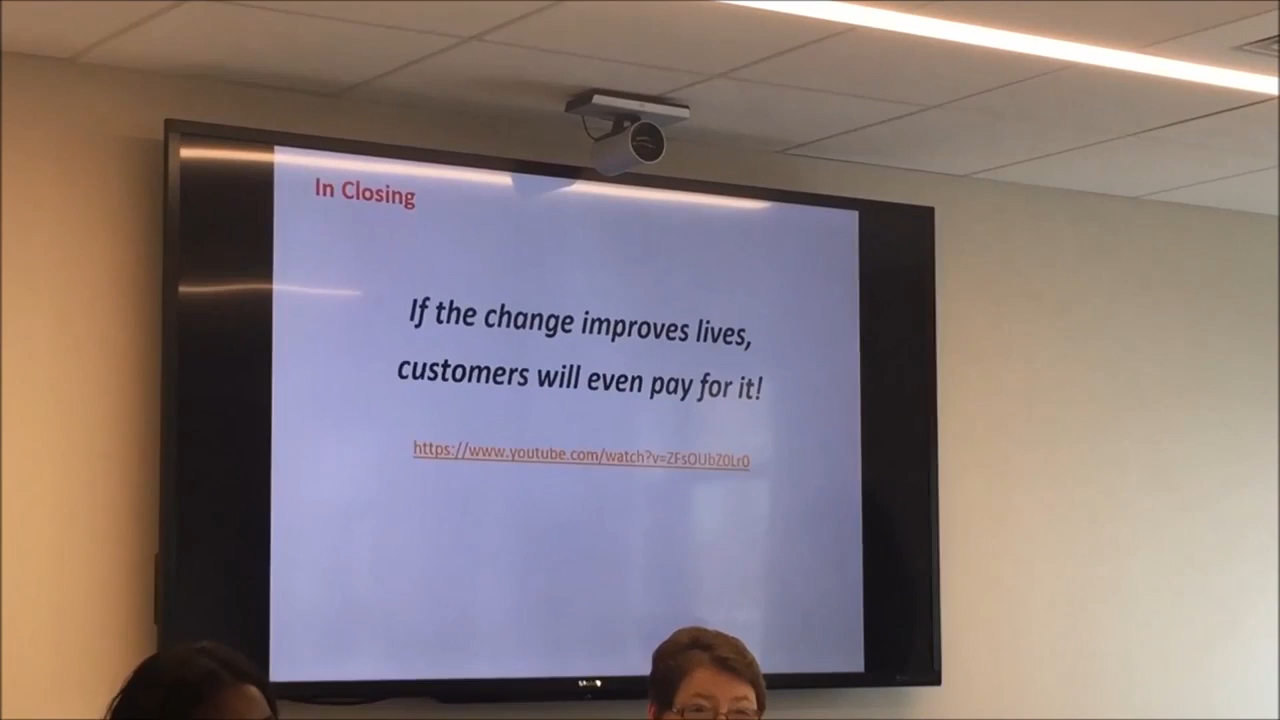 In Closing
If the change improves lives,
customers will even pay for it!
https://www.youtube.com/watch?v=ZFsOUbZ0Lr0